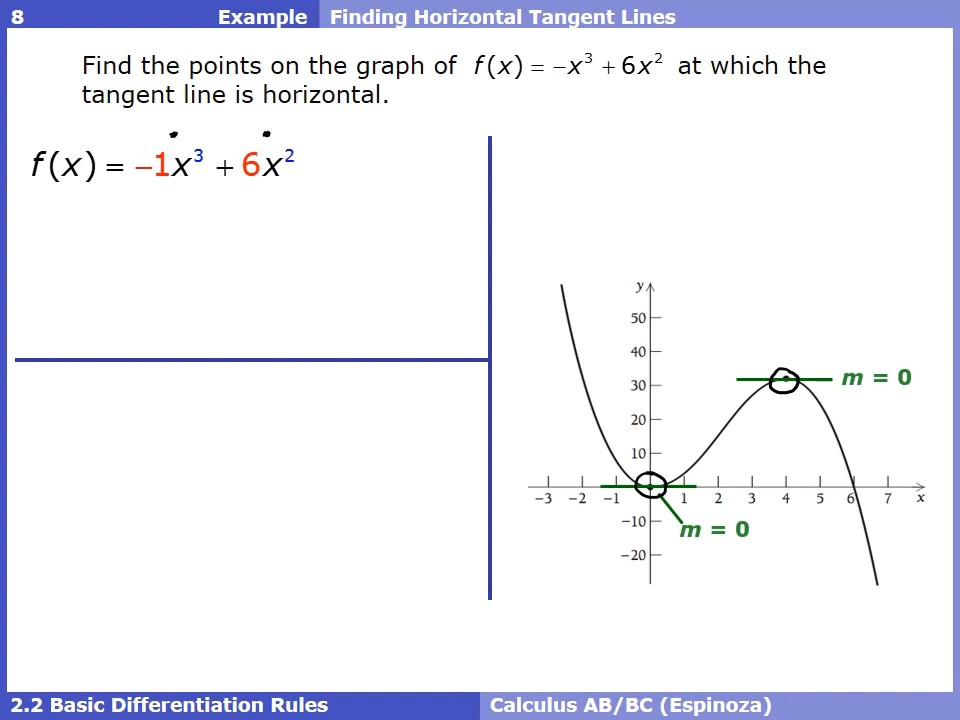 8 Example Finding Horizontal Tangent Lines
Find the points on the graph of f(x) = −x³ + 6x² at which the
tangent line is horizontal.
f(x) = −1x³ + 6x²
y
50
40
30
20
10
−10
−20
−3 −2 −1 1 2 3 4 5 6 7 x
m = 0
m = 0
2.2 Basic Differentiation Rules Calculus AB/BC (Espinoza)